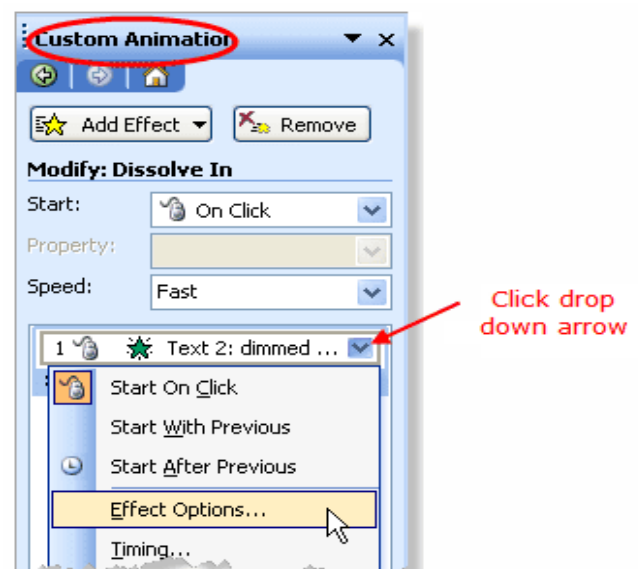 Custom Animation
Add Effect
Remove
Modify: Dissolve In
Start:
On Click
Property:
Speed:
Fast
Click drop
down arrow
1
Text 2: dimmed ...
Start On Click
Start With Previous
Start After Previous
Effect Options...
Timing...